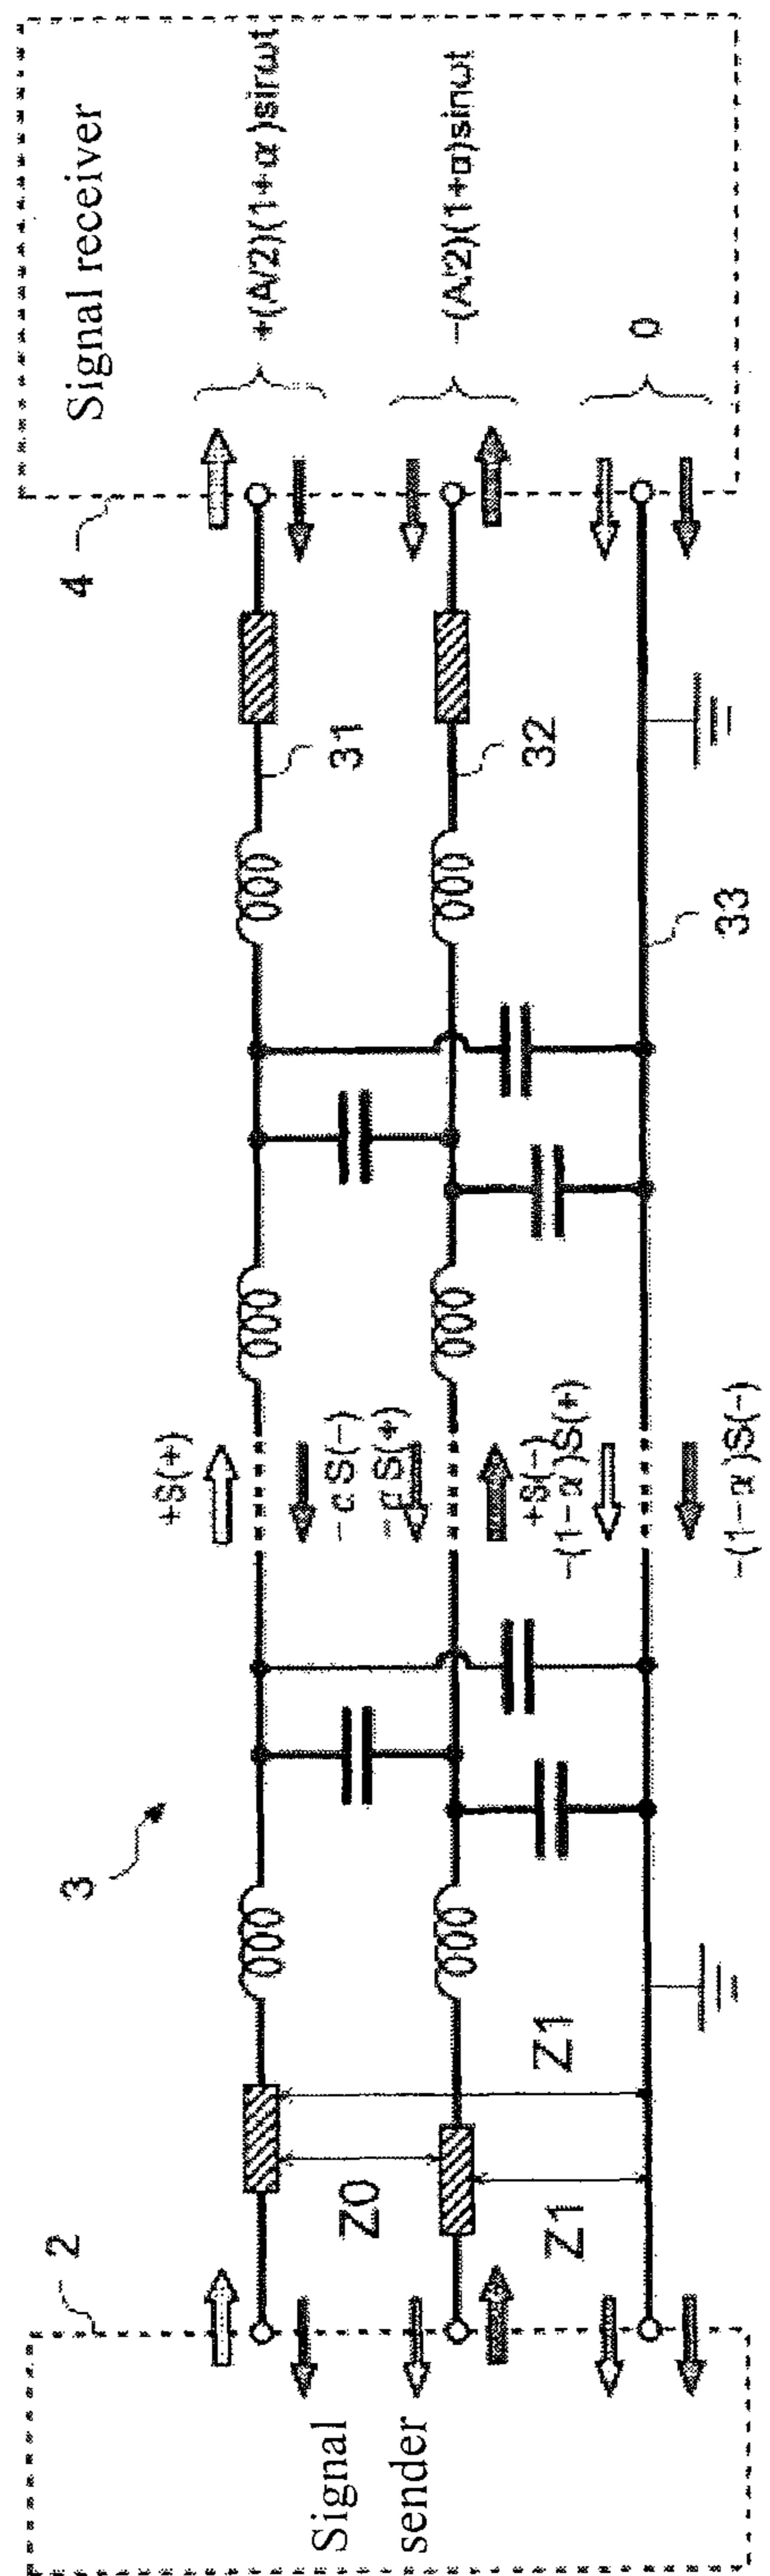 2
Signal
sender
3
4
Signal receiver
Z0
Z1
Z1
+S(+)
-αS(-)
-αS(+)
+S(-)
-(1-α)S(+)
-(1-α)S(-)
31
32
33
+(A/2)(1+α)sinωt
-(A/2)(1+α)sinωt
0